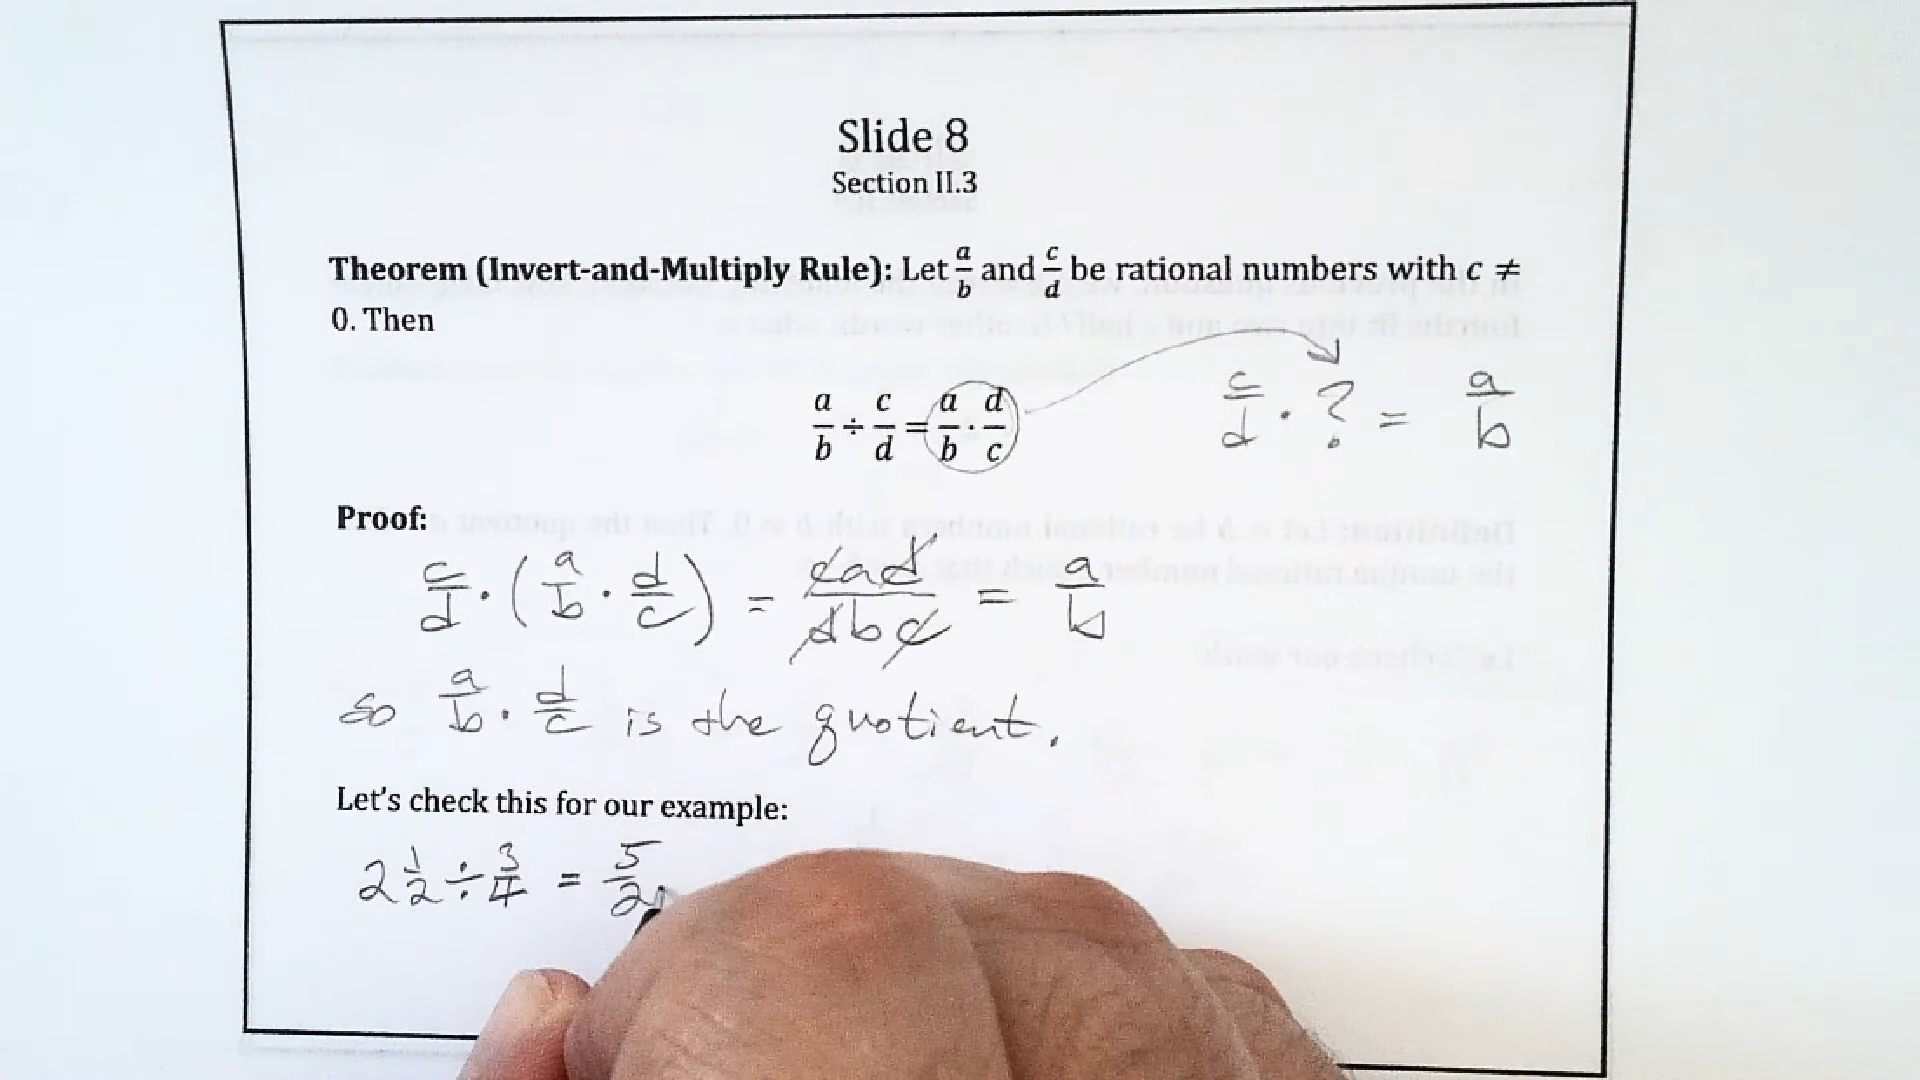 Slide 8
Section II.3
Theorem (Invert-and-Multiply Rule): Let a/b and c/d be rational numbers with c ≠
0. Then
a/b ÷ c/d = a/b · d/c
c/d · ? = a/b
Proof:
c/d · (a/b · d/c) = cad/dbc = a/b
so a/b · d/c is the quotient.
Let's check this for our example:
2 1/2 ÷ 3/4 = 5/2